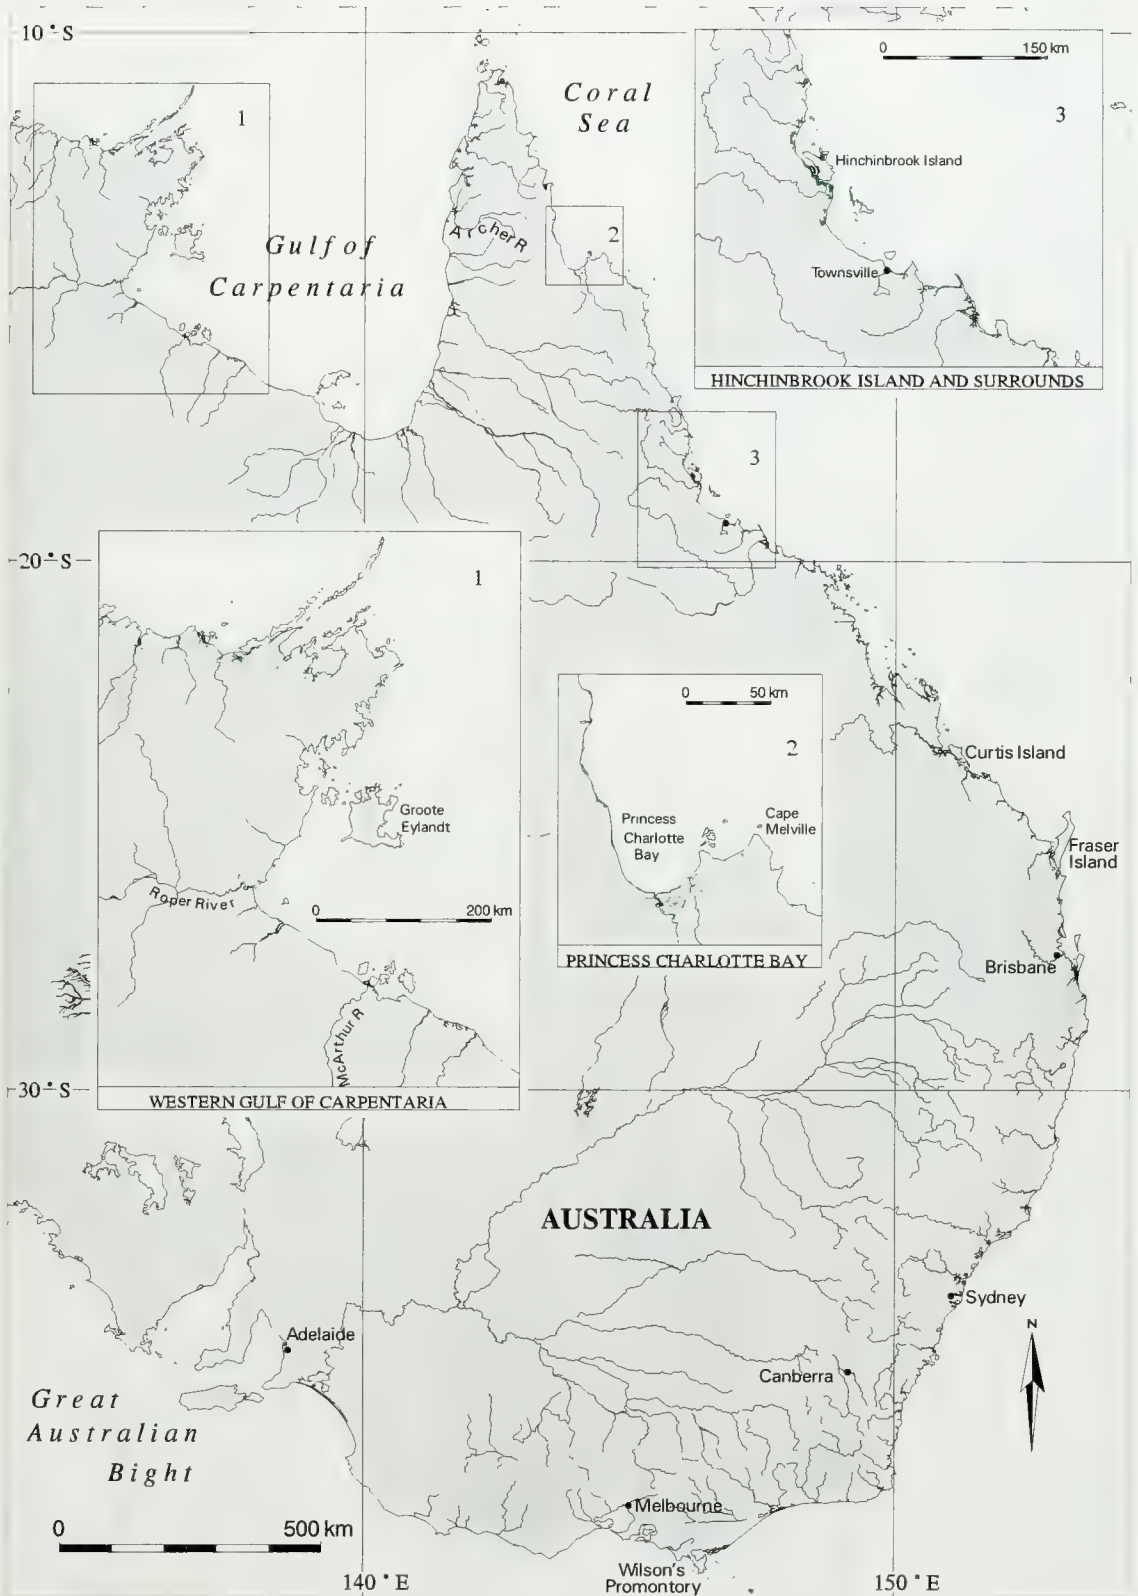 10°S
Coral
Sea
0 150 km
1
3
Hinchinbrook Island
Archer R
2
Gulf of
Carpentaria
Townsville
HINCHINBROOK ISLAND AND SURROUNDS
3
20°S
1
0 50 km
2
Curtis Island
Groote
Eylandt
Princess
Charlotte
Bay
Cape
Melville
Fraser
Island
Roper River
0 200 km
PRINCESS CHARLOTTE BAY
Brisbane
McArthur R
30°S
WESTERN GULF OF CARPENTARIA
AUSTRALIA
Sydney
N
Adelaide
Canberra
Great
Australian
Bight
Melbourne
0 500 km
Wilson's
Promontory
140°E
150°E